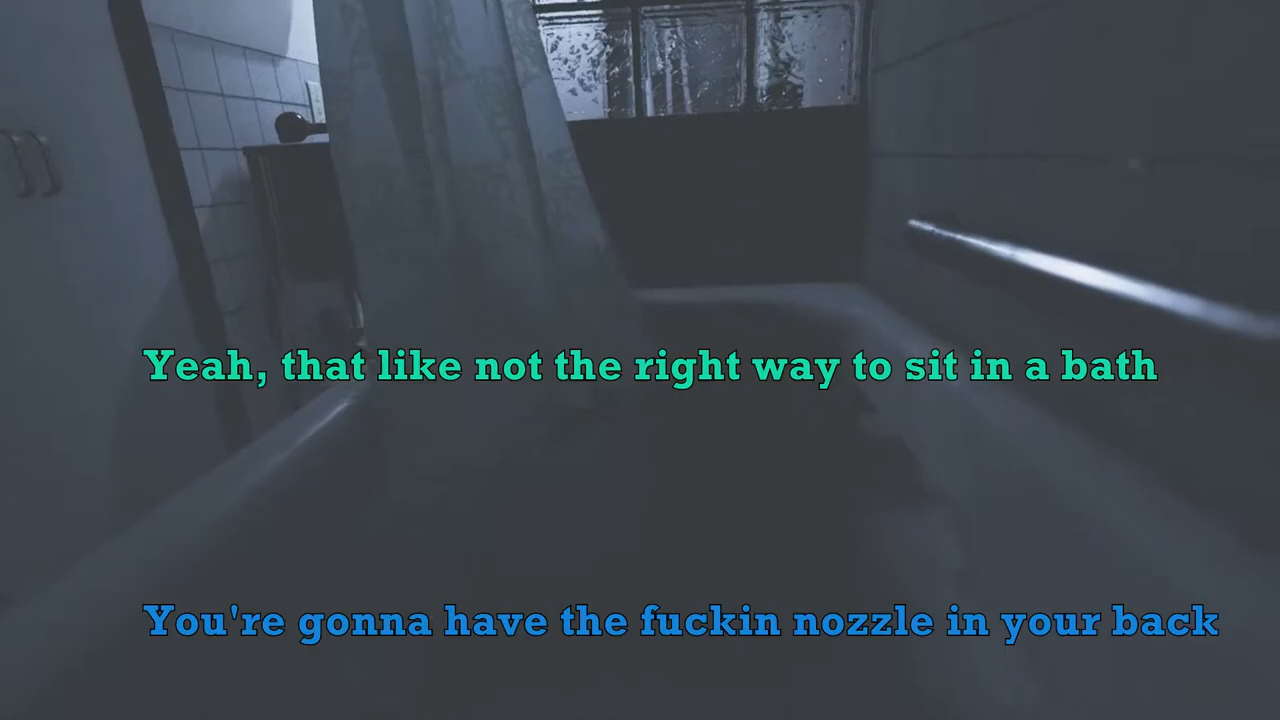 Yeah, that like not the right way to sit in a bath
You're gonna have the fuckin nozzle in your back